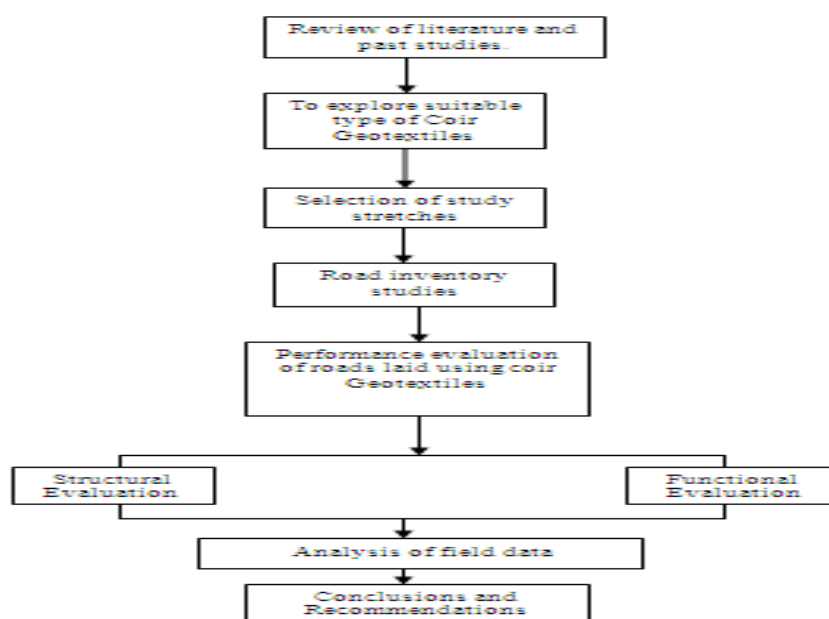 Review of literature and
past studies.
To explore suitable
type of Coir
Geotextiles
Selection of study
stretches
Road inventory
studies
Performance evaluation
of roads laid using coir
Geotextiles
Structural
Evaluation
Functional
Evaluation
Analysis of field data
Conclusions and
Recommendations